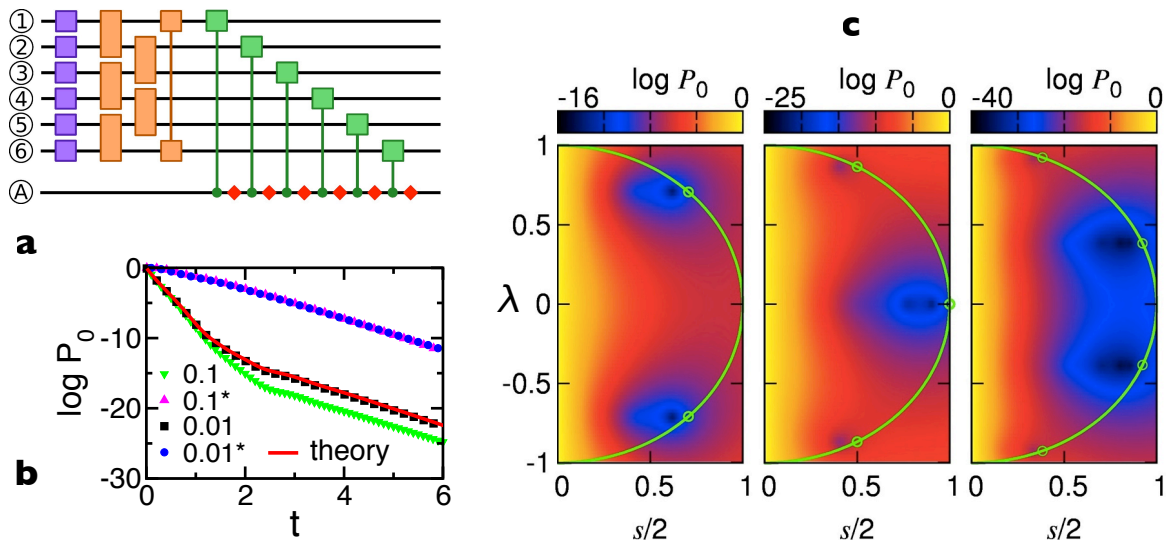 ①
②
③
④
⑤
⑥
Ⓐ
a
0
-10
-20
-30
log P0
0.1
0.1*
0.01
0.01*
theory
0 2 4 6
t
b
c
log P0 log P0 log P0
-16 0 -25 0 -40 0
1
0.5
0
-0.5
-1
λ
0 0.5 1 0 0.5 1 0 0.5 1
s/2 s/2 s/2